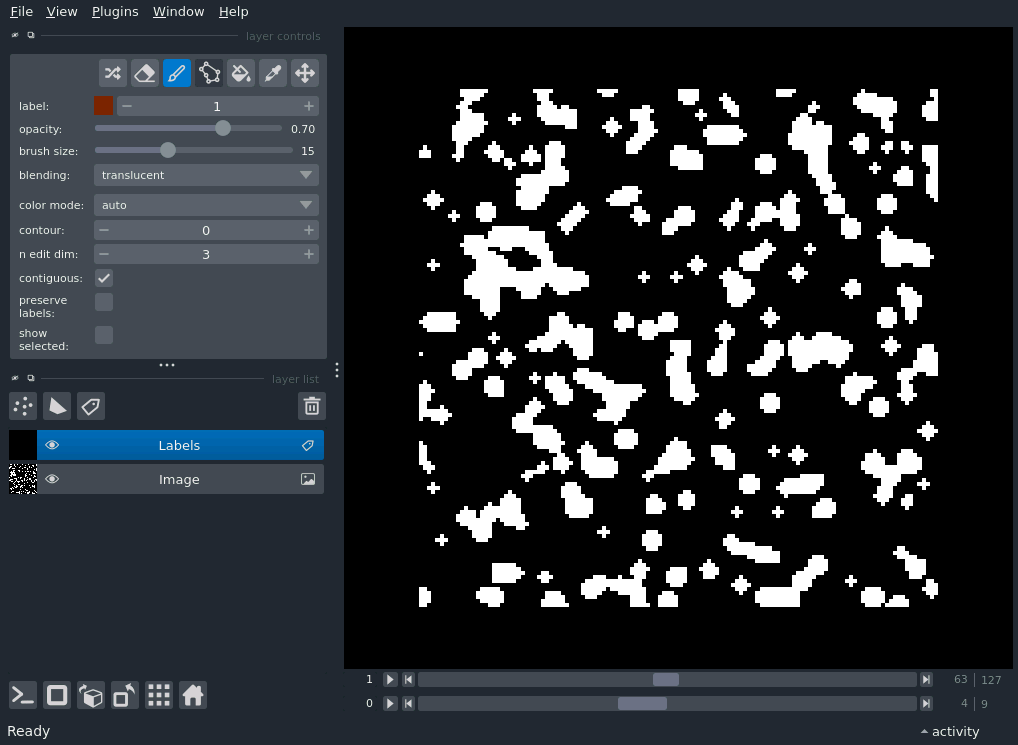 File View Plugins Window Help
layer controls
label: 1
opacity: 0.70
brush size: 15
blending: translucent
color mode: auto
contour: 0
n edit dim: 3
contiguous:
preserve
labels:
show
selected:
layer list
Labels
Image
1 63 127
0 4 9
Ready activity